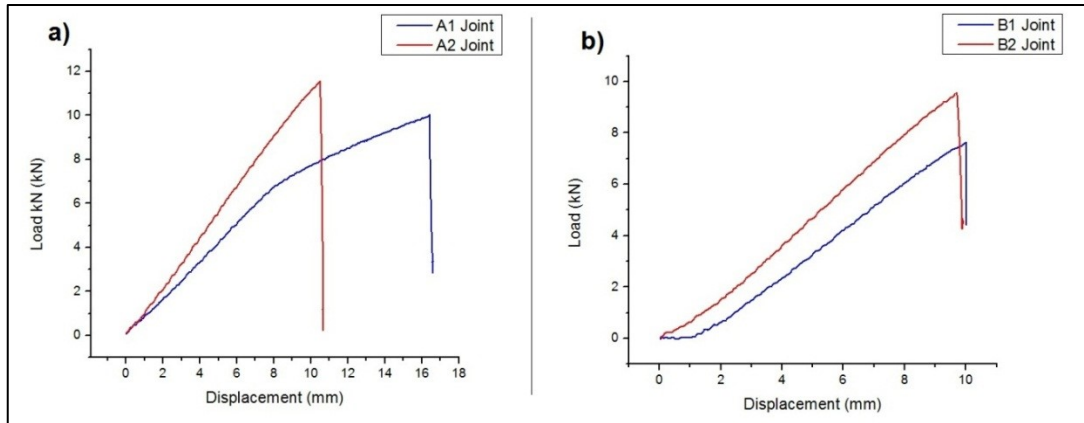 a)
A1 Joint
A2 Joint
12
10
8
6
4
2
0
Load kN (kN)
0 2 4 6 8 10 12 14 16 18
Displacement (mm)
b)
B1 Joint
B2 Joint
10
8
6
4
2
0
Load (kN)
0 2 4 6 8 10
Displacement (mm)